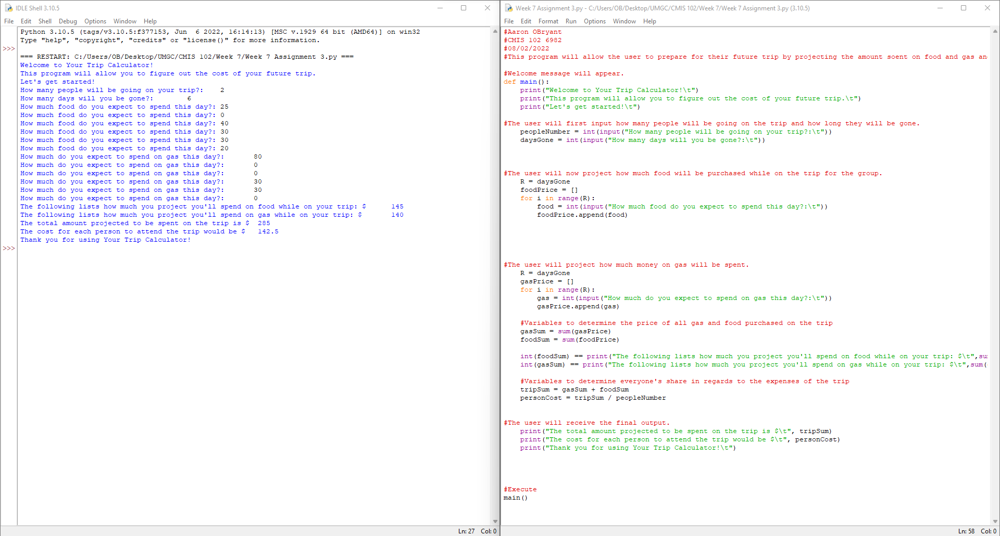 IDLE Shell 3.10.5
File Edit Shell Debug Options Window Help
Python 3.10.5 (tags/v3.10.5:f377153, Jun  6 2022, 16:14:13) [MSC v.1929 64 bit (AMD64)] on win32
Type "help", "copyright", "credits" or "license()" for more information.
>>>
=== RESTART: C:/Users/OB/Desktop/UMGC/CMIS 102/Week 7/Week 7 Assignment 3.py ===
Welcome to Your Trip Calculator!
This program will allow you to figure out the cost of your future trip.
Let's get started!
How many people will be going on your trip?:    2
How many days will you be gone?:        6
How much food do you expect to spend this day?: 25
How much food do you expect to spend this day?: 0
How much food do you expect to spend this day?: 40
How much food do you expect to spend this day?: 30
How much food do you expect to spend this day?: 30
How much food do you expect to spend this day?: 20
How much do you expect to spend on gas this day?:       80
How much do you expect to spend on gas this day?:       0
How much do you expect to spend on gas this day?:       0
How much do you expect to spend on gas this day?:       30
How much do you expect to spend on gas this day?:       30
How much do you expect to spend on gas this day?:       0
The following lists how much you project you'll spend on food while on your trip: $      145
The following lists how much you project you'll spend on gas while on your trip: $       140
The total amount projected to be spent on the trip is $  285
The cost for each person to attend the trip would be $   142.5
Thank you for using Your Trip Calculator!
>>>
Ln: 27 Col: 0
Week 7 Assignment 3.py - C:/Users/OB/Desktop/UMGC/CMIS 102/Week 7/Week 7 Assignment 3.py (3.10.5)
File Edit Format Run Options Window Help
#Aaron OBryant
#CMIS 102 6982
#08/02/2022
#This program will allow the user to prepare for their future trip by projecting the amount soent on food and gas an
#Welcome message will appear.
def main():
    print("Welcome to Your Trip Calculator!\t")
    print("This program will allow you to figure out the cost of your future trip.\t")
    print("Let's get started!\t")
#The user will first input how many people will be going on the trip and how long they will be gone.
    peopleNumber = int(input("How many people will be going on your trip?:\t"))
    daysGone = int(input("How many days will you be gone?:\t"))
#The user will now project how much food will be purchased while on the trip for the group.
    R = daysGone
    foodPrice = []
    for i in range(R):
        food = int(input("How much food do you expect to spend this day?:\t"))
        foodPrice.append(food)
#The user will project how much money on gas will be spent.
    R = daysGone
    gasPrice = []
    for i in range(R):
        gas = int(input("How much do you expect to spend on gas this day?:\t"))
        gasPrice.append(gas)
    #Variables to determine the price of all gas and food purchased on the trip
    gasSum = sum(gasPrice)
    foodSum = sum(foodPrice)
    int(foodSum) == print("The following lists how much you project you'll spend on food while on your trip: $\t",su
    int(gasSum) == print("The following lists how much you project you'll spend on gas while on your trip: $\t",sum(
    #Variables to determine everyone's share in regards to the expenses of the trip
    tripSum = gasSum + foodSum
    personCost = tripSum / peopleNumber
#The user will receive the final output.
    print("The total amount projected to be spent on the trip is $\t", tripSum)
    print("The cost for each person to attend the trip would be $\t", personCost)
    print("Thank you for using Your Trip Calculator!\t")
#Execute
main()
Ln: 58 Col: 0